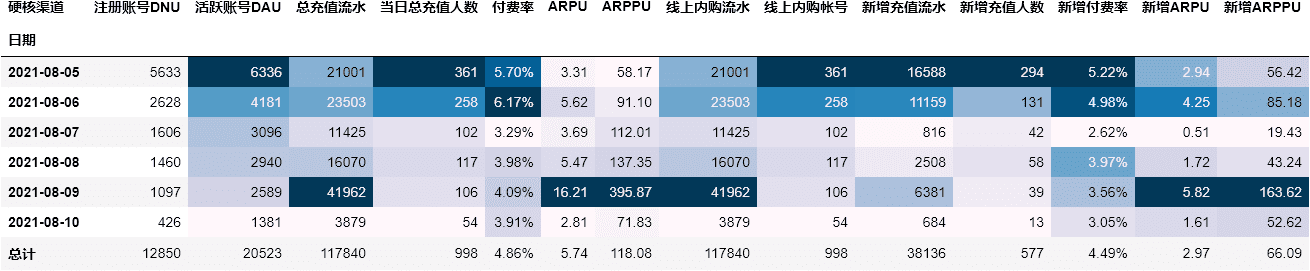 硬核渠道 注册账号DNU 活跃账号DAU 总充值流水 当日总充值人数 付费率 ARPU ARPPU 线上内购流水 线上内购帐号 新增充值流水 新增充值人数 新增付费率 新增ARPU 新增ARPPU
日期
2021-08-05 5633 6336 21001 361 5.70% 3.31 58.17 21001 361 16588 294 5.22% 2.94 56.42
2021-08-06 2628 4181 23503 258 6.17% 5.62 91.10 23503 258 11159 131 4.98% 4.25 85.18
2021-08-07 1606 3096 11425 102 3.29% 3.69 112.01 11425 102 816 42 2.62% 0.51 19.43
2021-08-08 1460 2940 16070 117 3.98% 5.47 137.35 16070 117 2508 58 3.97% 1.72 43.24
2021-08-09 1097 2589 41962 106 4.09% 16.21 395.87 41962 106 6381 39 3.56% 5.82 163.62
2021-08-10 426 1381 3879 54 3.91% 2.81 71.83 3879 54 684 13 3.05% 1.61 52.62
总计 12850 20523 117840 998 4.86% 5.74 118.08 117840 998 38136 577 4.49% 2.97 66.09